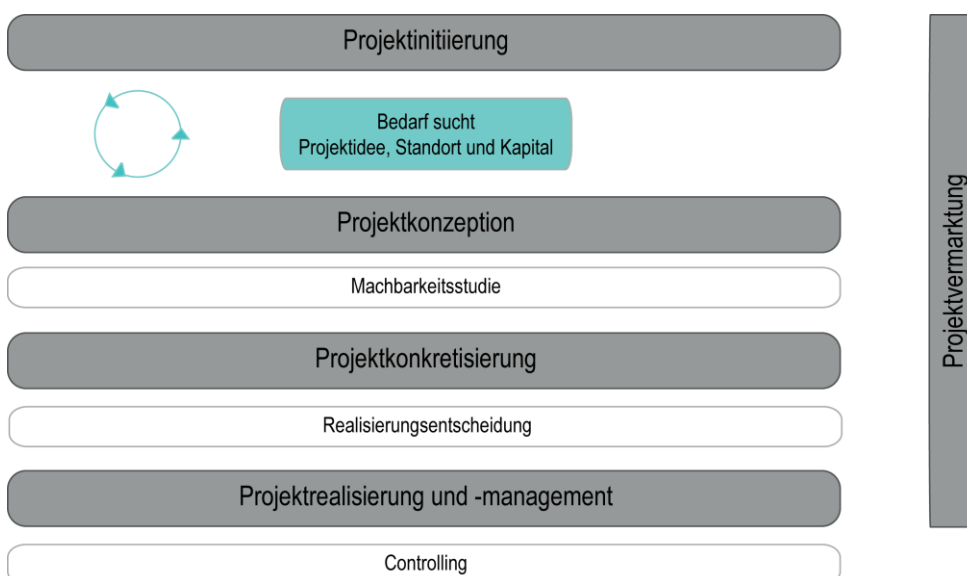 Projektinitiierung
Bedarf sucht
Projektidee, Standort und Kapital
Projektkonzeption
Machbarkeitsstudie
Projektkonkretisierung
Realisierungsentscheidung
Projektrealisierung und -management
Controlling
Projektvermarktung